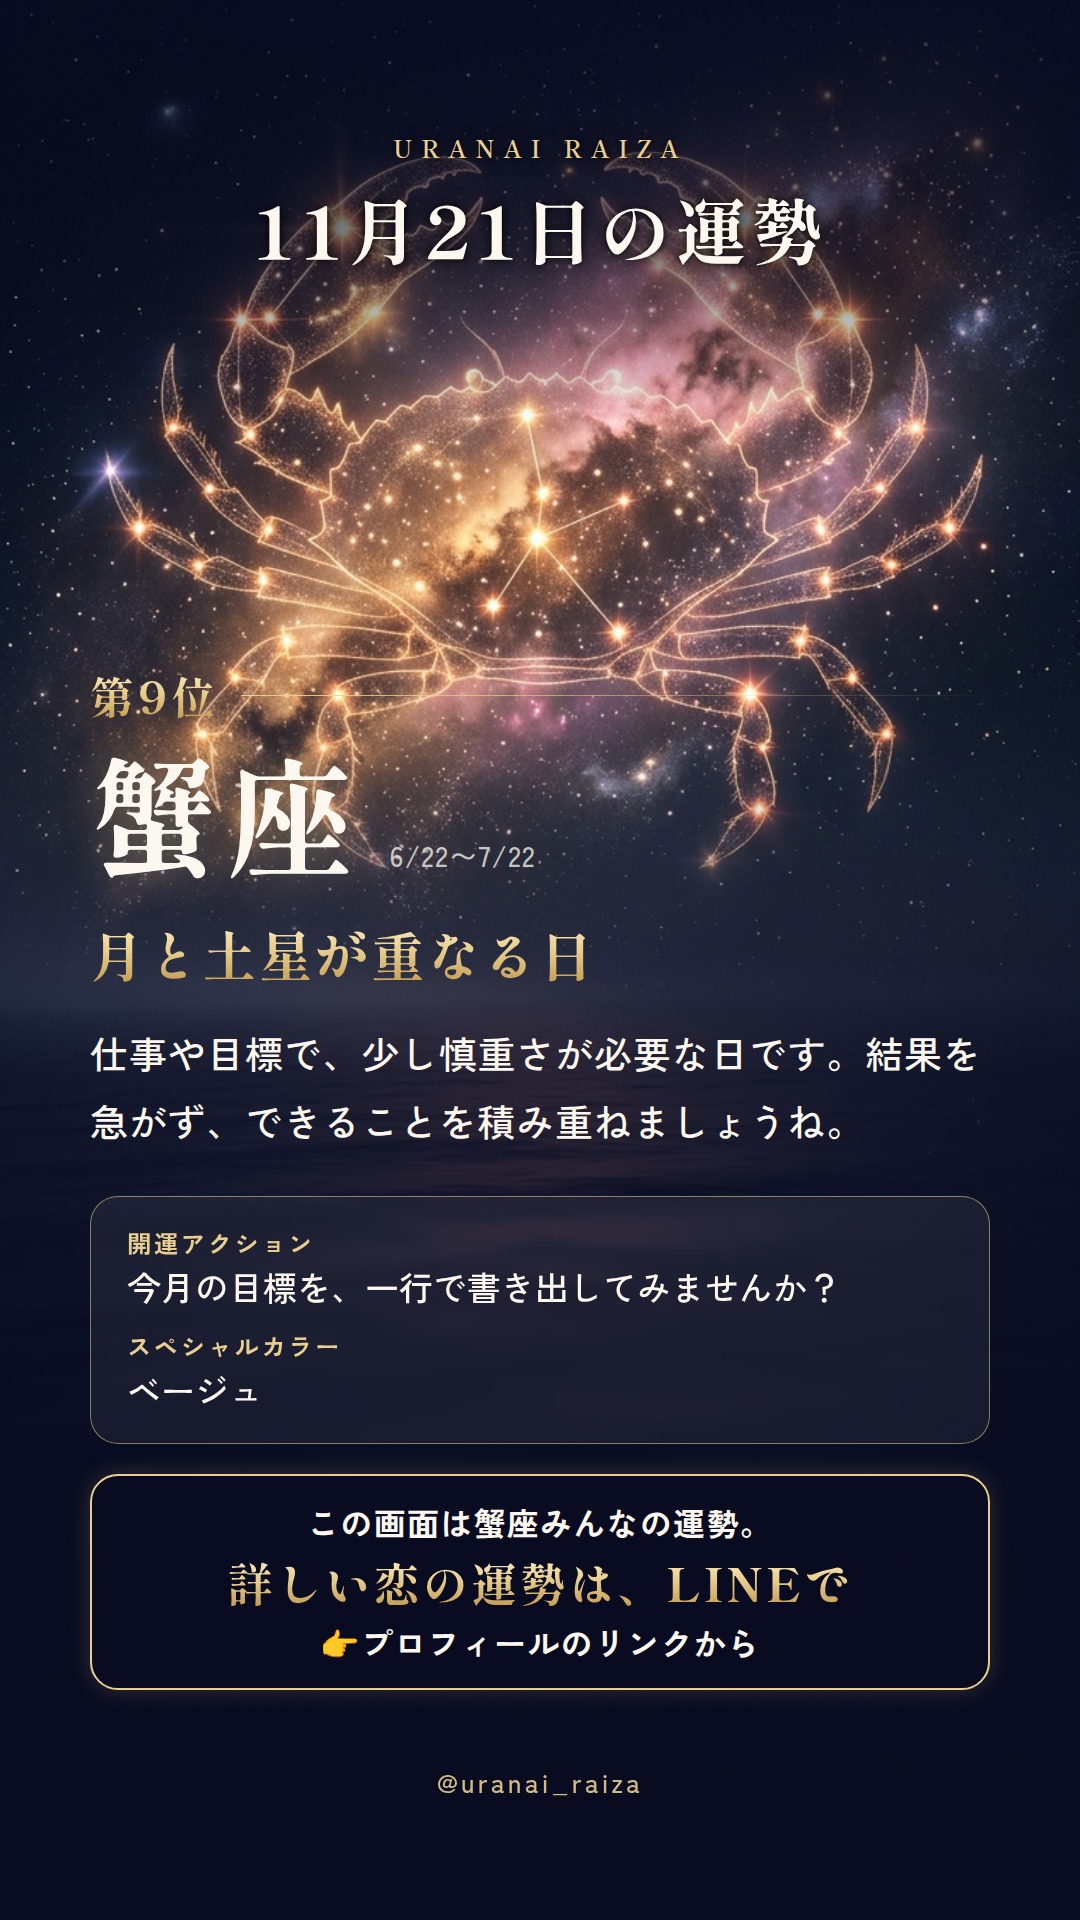 URANAI RAIZA
11月21日の運勢
第9位
蟹座 6/22〜7/22
月と土星が重なる日
仕事や目標で、少し慎重さが必要な日です。結果を
急がず、できることを積み重ねましょうね。
開運アクション
今月の目標を、一行で書き出してみませんか？
スペシャルカラー
ベージュ
この画面は蟹座みんなの運勢。
詳しい恋の運勢は、LINEで
👉プロフィールのリンクから
@uranai_raiza